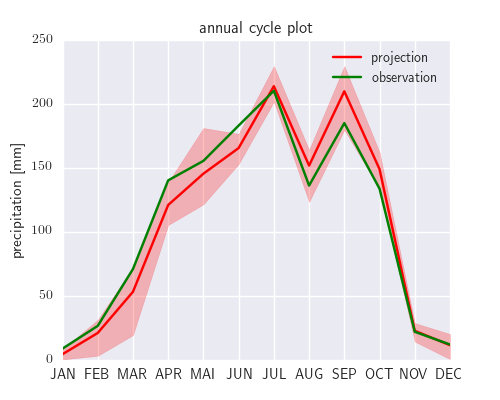 annual cycle plot
projection
observation
precipitation [mm]
250
200
150
100
50
0
JAN FEB MAR APR MAI JUN JUL AUG SEP OCT NOV DEC